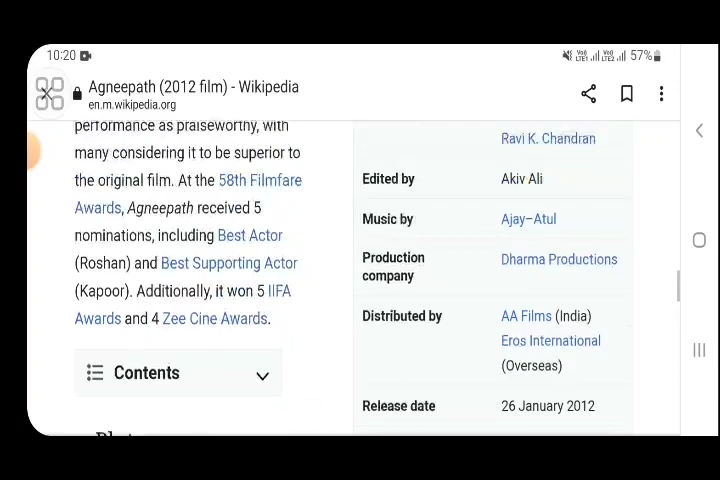 10:20
LTE1 LTE2 57%
Agneepath (2012 film) - Wikipedia
en.m.wikipedia.org
performance as praiseworthy, with
many considering it to be superior to
the original film. At the 58th Filmfare
Awards, Agneepath received 5
nominations, including Best Actor
(Roshan) and Best Supporting Actor
(Kapoor). Additionally, it won 5 IIFA
Awards and 4 Zee Cine Awards.
Contents
Ravi K. Chandran
Edited by Akiv Ali
Music by Ajay–Atul
Production Dharma Productions
company
Distributed by AA Films (India)
Eros International
(Overseas)
Release date 26 January 2012